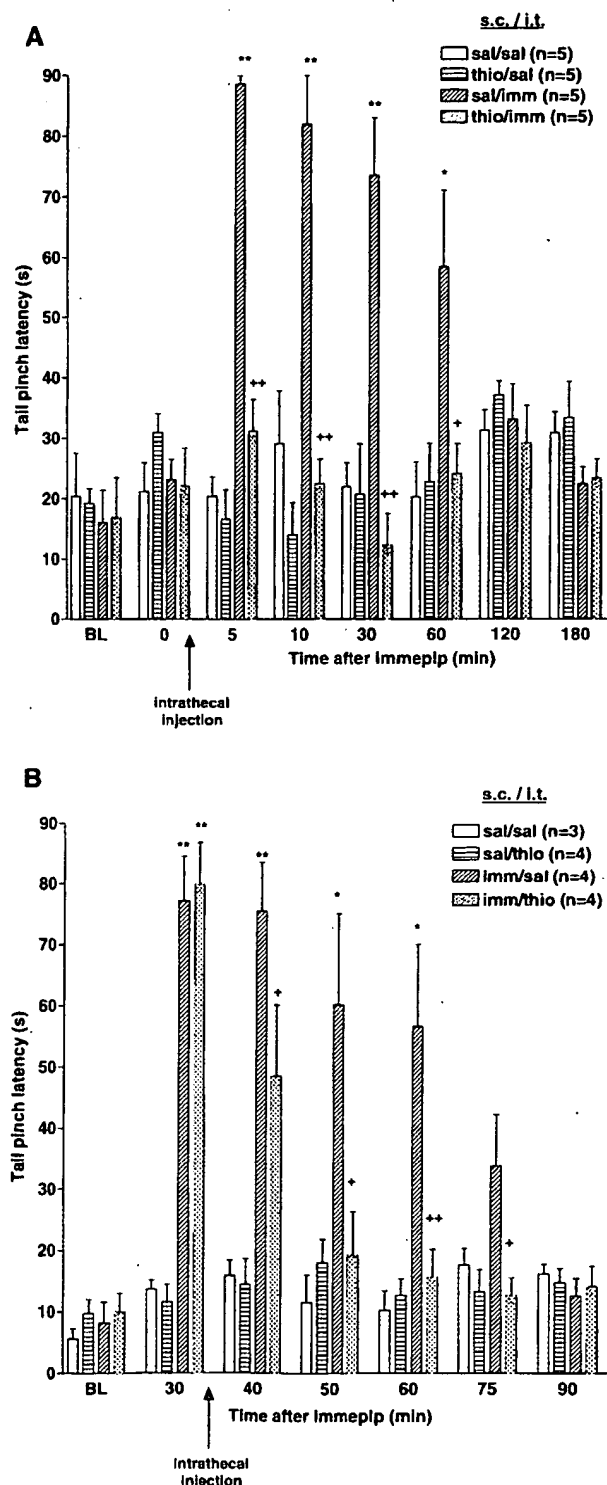 A
s.c. / i.t.
sal/sal (n=5)
thio/sal (n=5)
sal/imm (n=5)
thio/imm (n=5)
Tail pinch latency (s)
90
80
70
60
50
40
30
20
10
0
**
**
**
*
++
++
++
+
BL 0 5 10 30 60 120 180
Time after immepip (min)
intrathecal
injection
B
s.c. / i.t.
sal/sal (n=3)
sal/thio (n=4)
imm/sal (n=4)
imm/thio (n=4)
Tail pinch latency (s)
90
80
70
60
50
40
30
20
10
0
** **
**
*
*
+
+
++
+
BL 30 40 50 60 75 90
Time after immepip (min)
intrathecal
injection